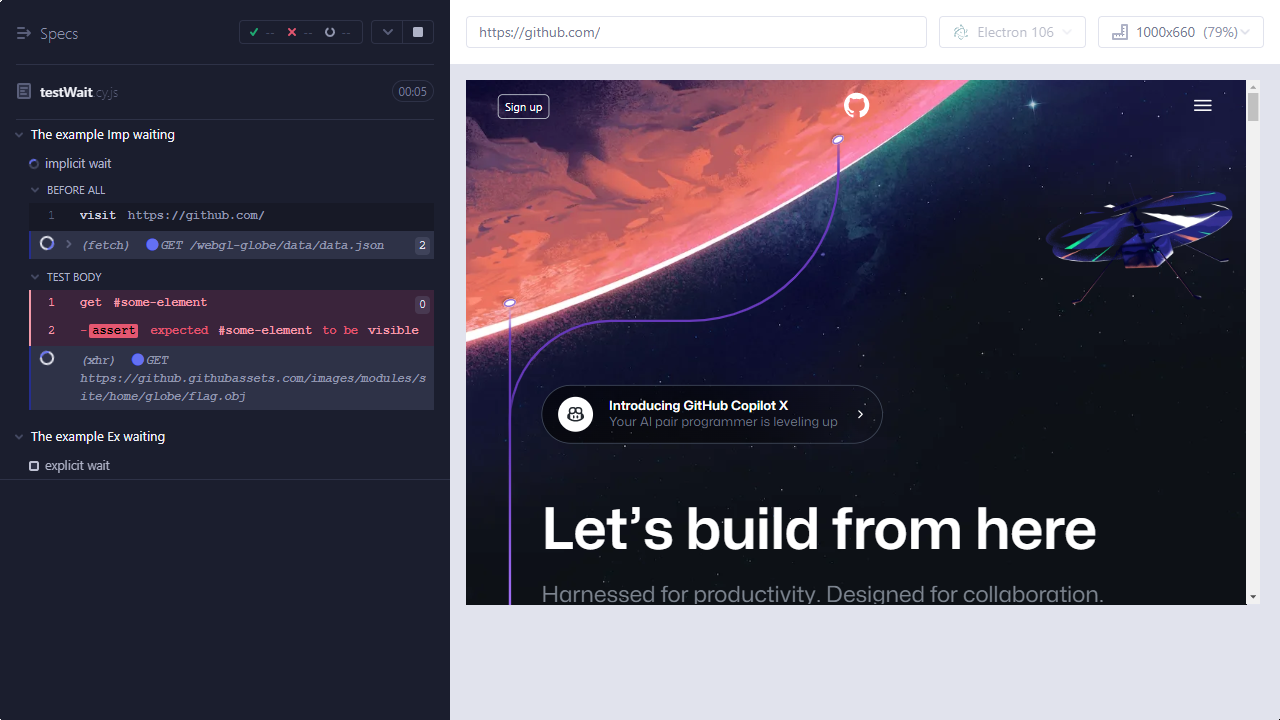 Specs
--
--
--
testWait cy.js
00:05
The example Imp waiting
implicit wait
BEFORE ALL
1 visit https://github.com/
(fetch) GET /webgl-globe/data/data.json 2
TEST BODY
1 get #some-element 0
2 -assert expected #some-element to be visible
(xhr) GET
https://github.githubassets.com/images/modules/s
ite/home/globe/flag.obj
The example Ex waiting
explicit wait
https://github.com/
Electron 106
1000x660 (79%)
Sign up
Introducing GitHub Copilot X
Your AI pair programmer is leveling up
Let’s build from here
Harnessed for productivity. Designed for collaboration.